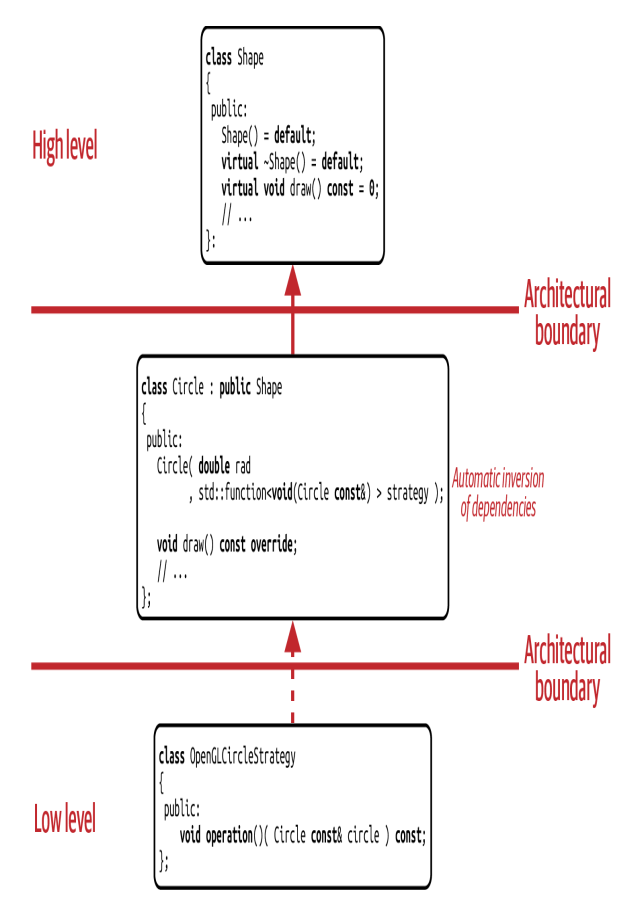 class Shape
{
public:
Shape() = default;
virtual ~Shape() = default;
virtual void draw() const = 0;
// ...
}:
High level
Architectural
boundary
class Circle : public Shape
{
public:
Circle( double rad
, std::function<void(Circle const&) > strategy );
void draw() const override;
// ...
};
Automatic inversion
of dependencies
Architectural
boundary
class OpenGLCircleStrategy
{
public:
void operation()( Circle const& circle ) const;
};
Low level